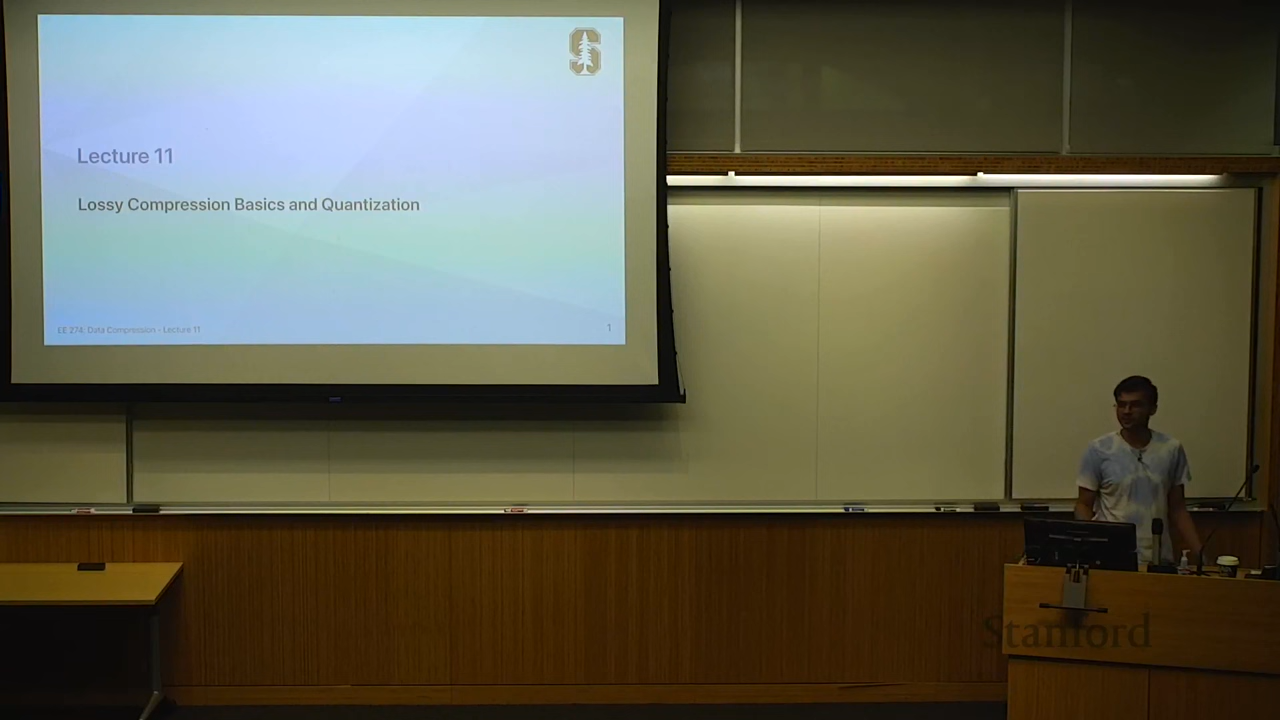 Lecture 11
Lossy Compression Basics and Quantization
EE 274: Data Compression - Lecture 11
1
Stanford